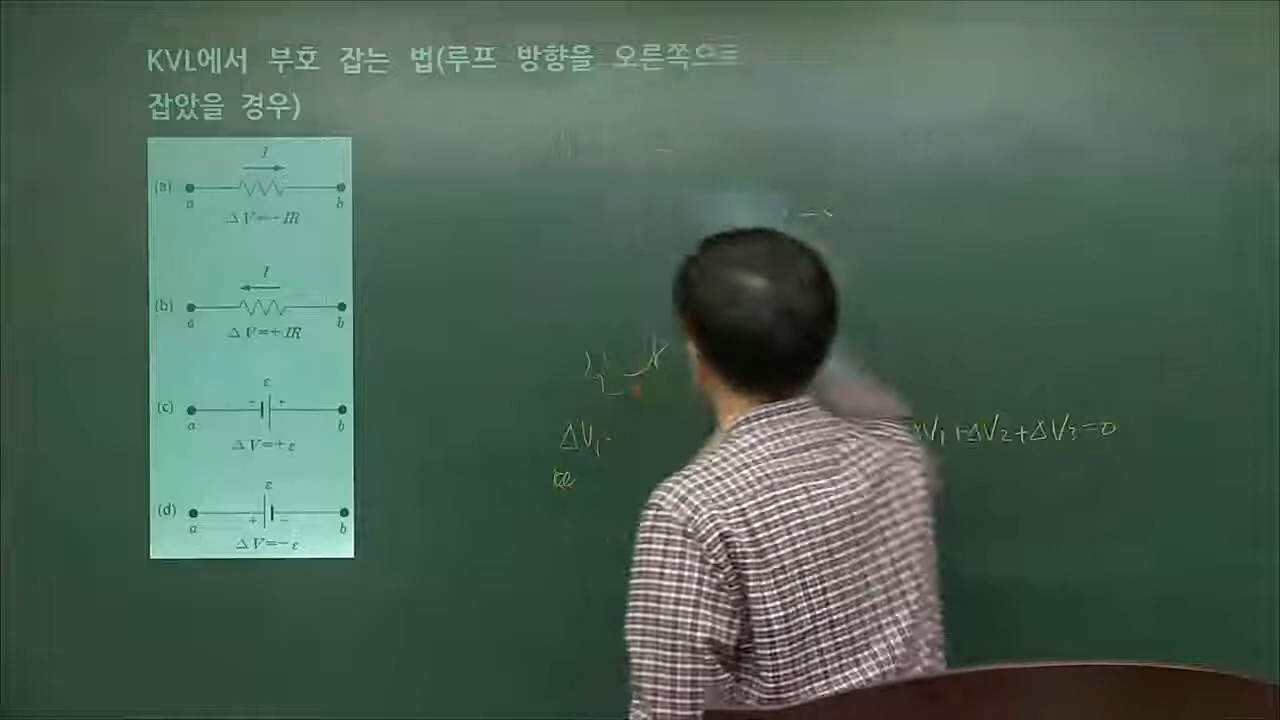 KVL에서 부호 잡는 법(루프 방향을 오른쪽으로
잡았을 경우)
I
(a)
a b
ΔV=-IR
I
(b)
a b
ΔV=+IR
ε
(c) - +
a b
ΔV=+ε
ε
(d)
a + - b
ΔV=-ε
ΔV₁
V₁+ΔV₂+ΔV₃=0